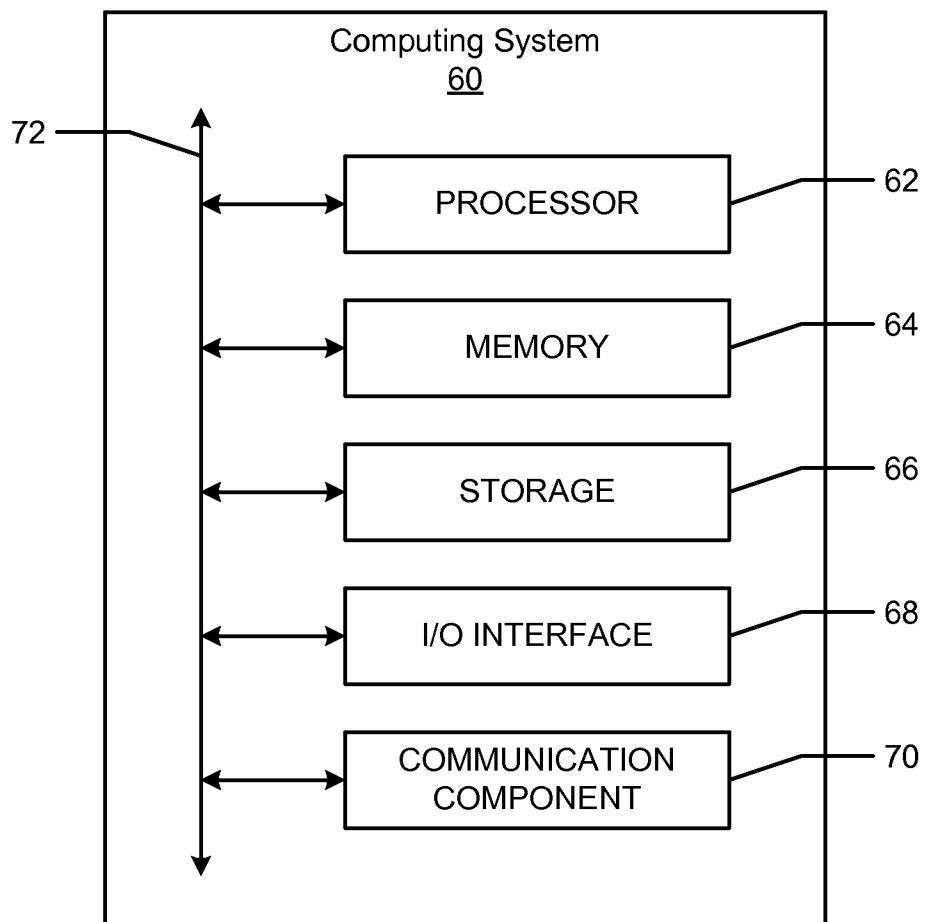 Computing System
60
72
PROCESSOR
62
MEMORY
64
STORAGE
66
I/O INTERFACE
68
COMMUNICATION
COMPONENT
70